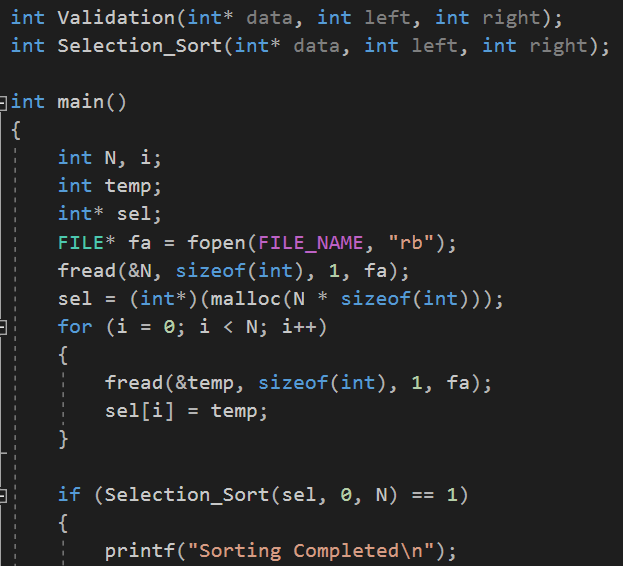 int Validation(int* data, int left, int right);
int Selection_Sort(int* data, int left, int right);
int main()
{
int N, i;
int temp;
int* sel;
FILE* fa = fopen(FILE_NAME, "rb");
fread(&N, sizeof(int), 1, fa);
sel = (int*)(malloc(N * sizeof(int)));
for (i = 0; i < N; i++)
{
fread(&temp, sizeof(int), 1, fa);
sel[i] = temp;
}
if (Selection_Sort(sel, 0, N) == 1)
{
printf("Sorting Completed\n");